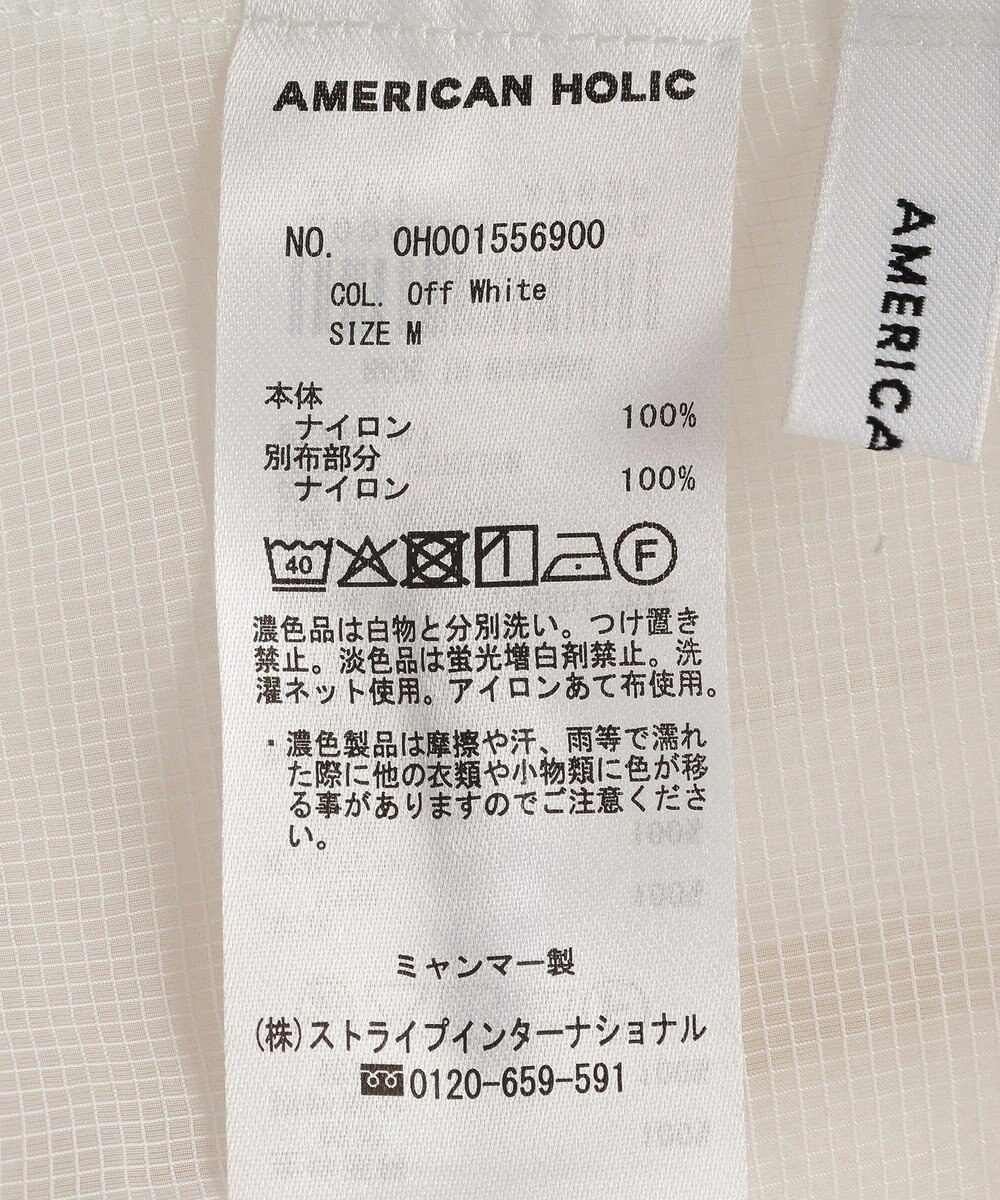 AMERICAN HOLIC
NO. OH001556900
COL. Off White
SIZE M
本体
ナイロン 100%
別布部分
ナイロン 100%
40 F
濃色品は白物と分別洗い。つけ置き
禁止。淡色品は蛍光増白剤禁止。洗
濯ネット使用。アイロンあて布使用。
・濃色製品は摩擦や汗、雨等で濡れ
た際に他の衣類や小物類に色が移
る事がありますのでご注意くださ
い。
ミャンマー製
(株)ストライプインターナショナル
0120-659-591
AMERICA